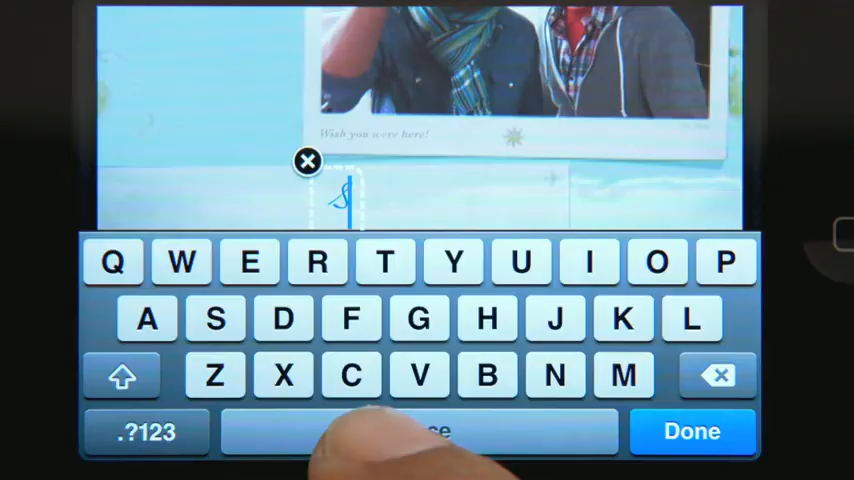 Wish you were here!
S
Q W E R T Y U I O P
A S D F G H J K L
Z X C V B N M
.?123 Done